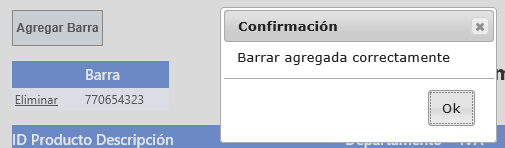 Agregar Barra
Confirmación
Barrar agregada correctamente
Ok
Barra
Eliminar 770654323
ID Producto Descripción